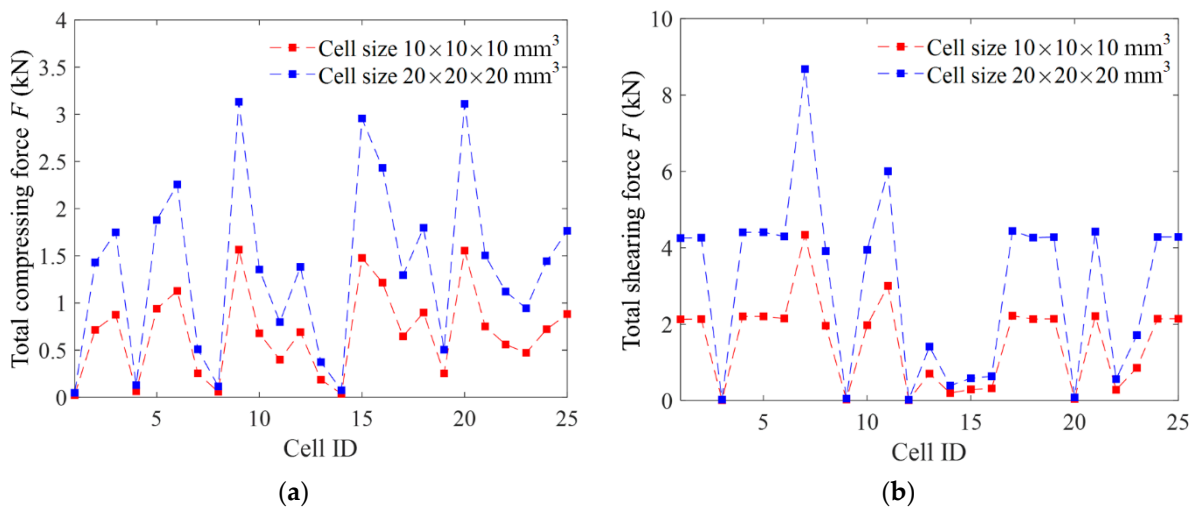 4
3.5
3
2.5
2
1.5
1
0.5
0
5
10
15
20
25
Total compressing force F (kN)
Cell ID
Cell size 10×10×10 mm³
Cell size 20×20×20 mm³
(a)
10
8
6
4
2
0
5
10
15
20
25
Total shearing force F (kN)
Cell ID
Cell size 10×10×10 mm³
Cell size 20×20×20 mm³
(b)